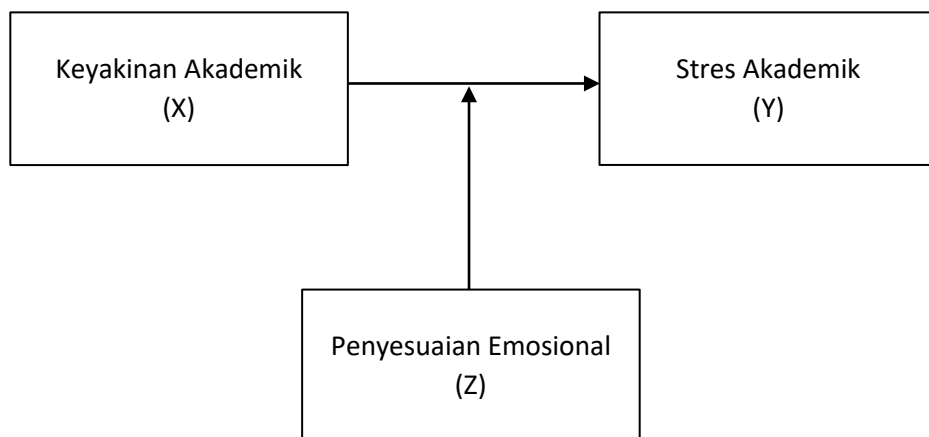 Keyakinan Akademik
(X)
Stres Akademik
(Y)
Penyesuaian Emosional
(Z)